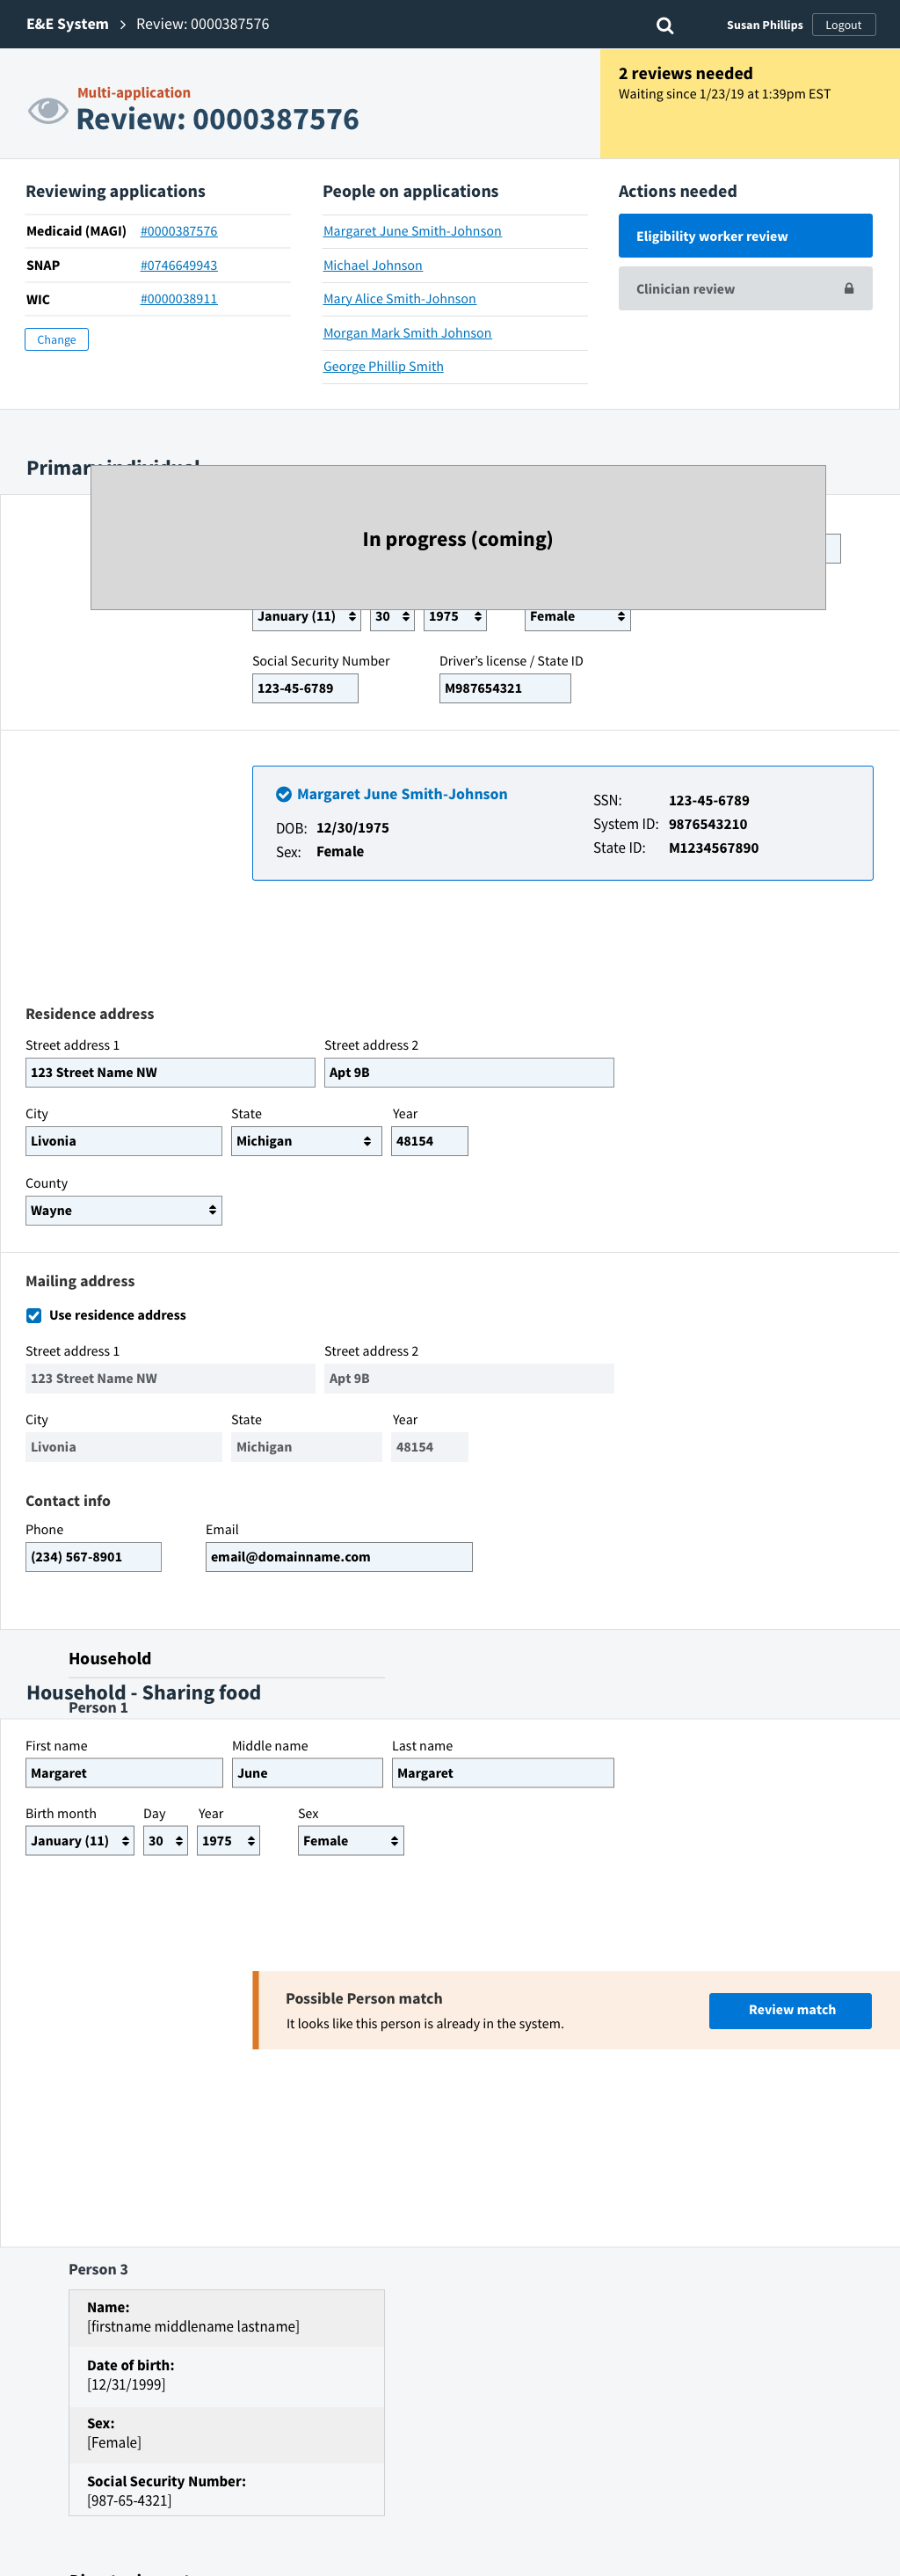 E&E System > Review: 0000387576
Susan Phillips
Logout
Multi-application
Review: 0000387576
2 reviews needed
Waiting since 1/23/19 at 1:39pm EST
Reviewing applications
Medicaid (MAGI) #0000387576
SNAP #0746649943
WIC #0000038911
Change
People on applications
Margaret June Smith-Johnson
Michael Johnson
Mary Alice Smith-Johnson
Morgan Mark Smith Johnson
George Phillip Smith
Actions needed
Eligibility worker review
Clinician review
Primary individual
In progress (coming)
January (11) 30 1975 Female
Social Security Number Driver's license / State ID
123-45-6789 M987654321
Margaret June Smith-Johnson
DOB: 12/30/1975
Sex: Female
SSN: 123-45-6789
System ID: 9876543210
State ID: M1234567890
Residence address
Street address 1 Street address 2
123 Street Name NW Apt 9B
City State Year
Livonia Michigan 48154
County
Wayne
Mailing address
Use residence address
Street address 1 Street address 2
123 Street Name NW Apt 9B
City State Year
Livonia Michigan 48154
Contact info
Phone Email
(234) 567-8901 email@domainname.com
Household
Household - Sharing food
Person 1
First name Middle name Last name
Margaret June Margaret
Birth month Day Year Sex
January (11) 30 1975 Female
Possible Person match
It looks like this person is already in the system.
Review match
Person 3
Name:
[firstname middlename lastname]
Date of birth:
[12/31/1999]
Sex:
[Female]
Social Security Number:
[987-65-4321]